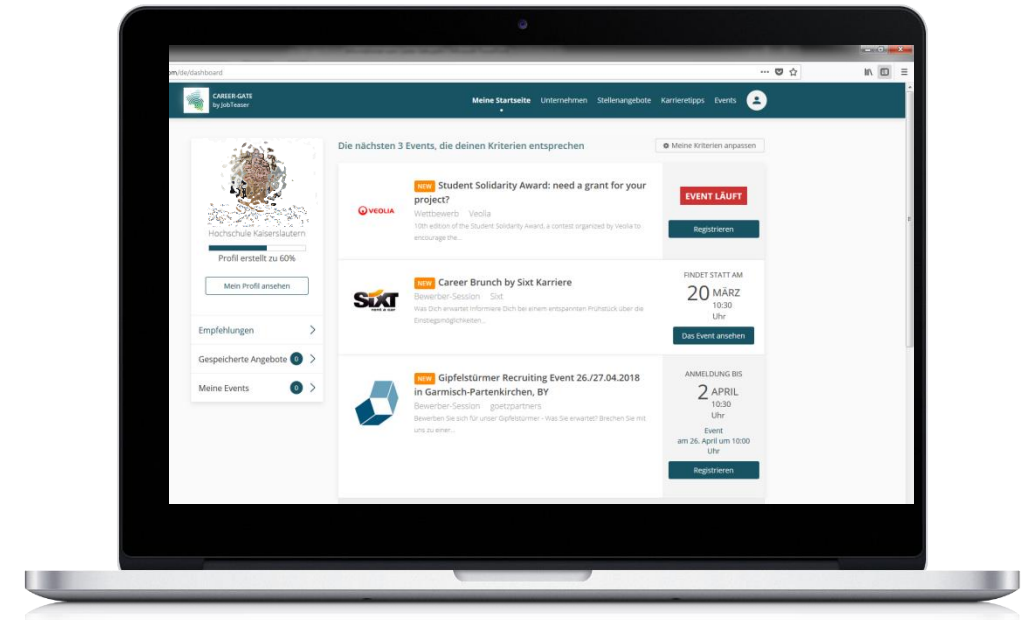 om/de/dashboard
CAREER-GATE
by JobTeaser
Meine Startseite Unternehmen Stellenangebote Karrieretipps Events
Hochschule Kaiserslautern
Profil erstellt zu 60%
Mein Profil ansehen
Empfehlungen
Gespeicherte Angebote 0
Meine Events 0
Die nächsten 3 Events, die deinen Kriterien entsprechen
Meine Kriterien anpassen
VEOLIA
NEW Student Solidarity Award: need a grant for your
project?
Wettbewerb Veolia
10th edition of the Student Solidarity Award, a contest organized by Veolia to
encourage the...
EVENT LÄUFT
Registrieren
SIXT
rent a car
NEW Career Brunch by Sixt Karriere
Bewerber-Session Sixt
Was Dich erwartet Informiere Dich bei einem entspannten Frühstück über die
Einstiegsmöglichkeiten...
FINDET STATT AM
20 MÄRZ
10:30
Uhr
Das Event ansehen
NEW Gipfelstürmer Recruiting Event 26./27.04.2018
in Garmisch-Partenkirchen, BY
Bewerber-Session goetzpartners
Bewerben Sie sich für unser Gipfelstürmer - Was Sie erwartet? Brechen Sie mit
uns zu einer...
ANMELDUNG BIS
2 APRIL
10:30
Uhr
Event
am 26. April um 10:00
Uhr
Registrieren